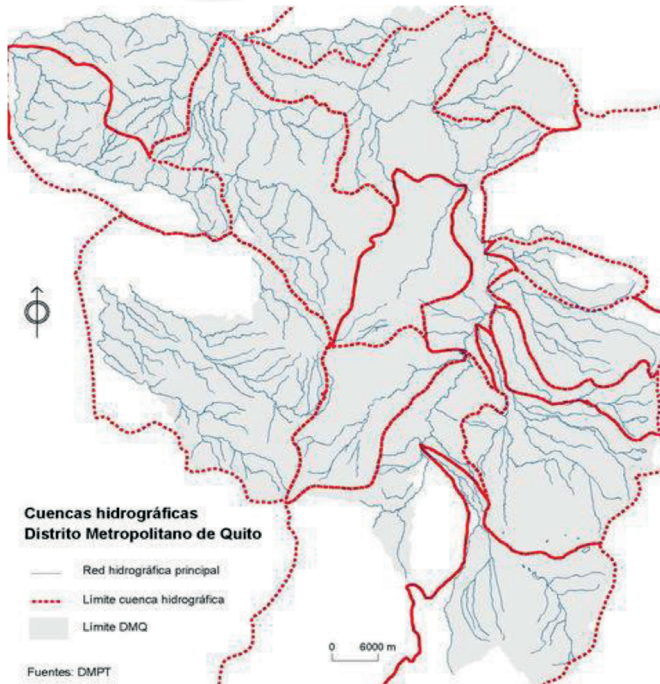 Cuencas hidrográficas
Distrito Metropolitano de Quito
Red hidrográfica principal
Límite cuenca hidrográfica
Límite DMQ
0 6000 m
Fuentes: DMPT